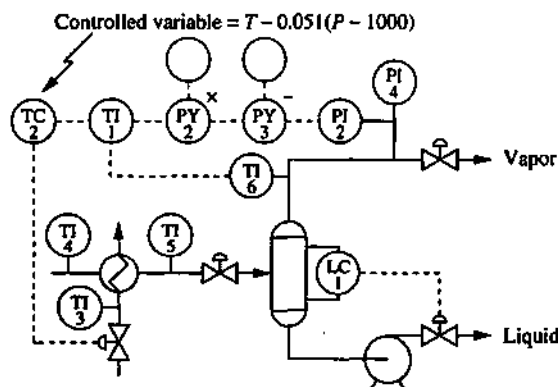 Controlled variable = T − 0.051(P − 1000)
PI 4
TC 2
TI 1
PY 2
×
PY 3
−
PI 2
Vapor
TI 6
TI 4
TI 5
LC 1
TI 3
Liquid